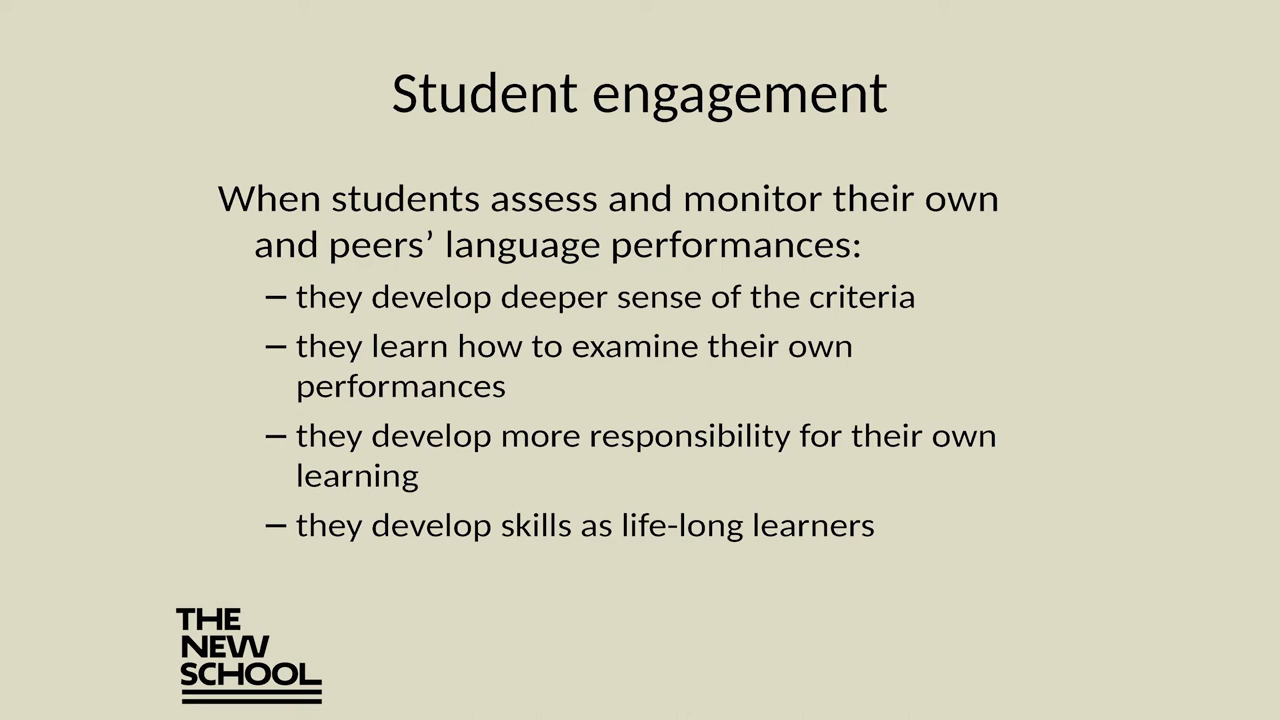 Student engagement
When students assess and monitor their own
and peers’ language performances:
– they develop deeper sense of the criteria
– they learn how to examine their own
performances
– they develop more responsibility for their own
learning
– they develop skills as life-long learners
THE
NEW
SCHOOL